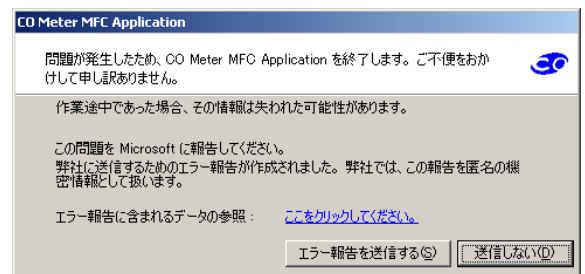 CO Meter MFC Application
問題が発生したため、CO Meter MFC Application を終了します。ご不便をおか
けして申し訳ありません。
CO
作業途中であった場合、その情報は失われた可能性があります。
この問題を Microsoft に報告してください。
弊社に送信するためのエラー報告が作成されました。弊社では、この報告を匿名の機
密情報として扱います。
エラー報告に含まれるデータの参照： ここをクリックしてください。
エラー報告を送信する(S) 送信しない(D)